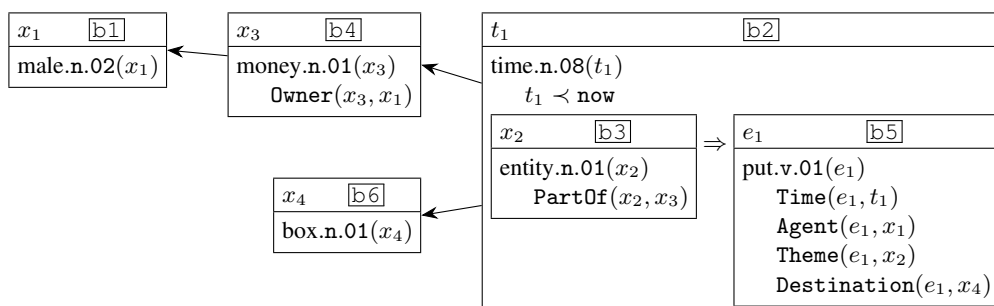 x₁ b1
male.n.02(x₁)
x₃ b4
money.n.01(x₃)
Owner(x₃, x₁)
t₁ b2
time.n.08(t₁)
t₁ ≺ now
x₂ b3
entity.n.01(x₂)
PartOf(x₂, x₃)
⇒
e₁ b5
put.v.01(e₁)
Time(e₁, t₁)
Agent(e₁, x₁)
Theme(e₁, x₂)
Destination(e₁, x₄)
x₄ b6
box.n.01(x₄)